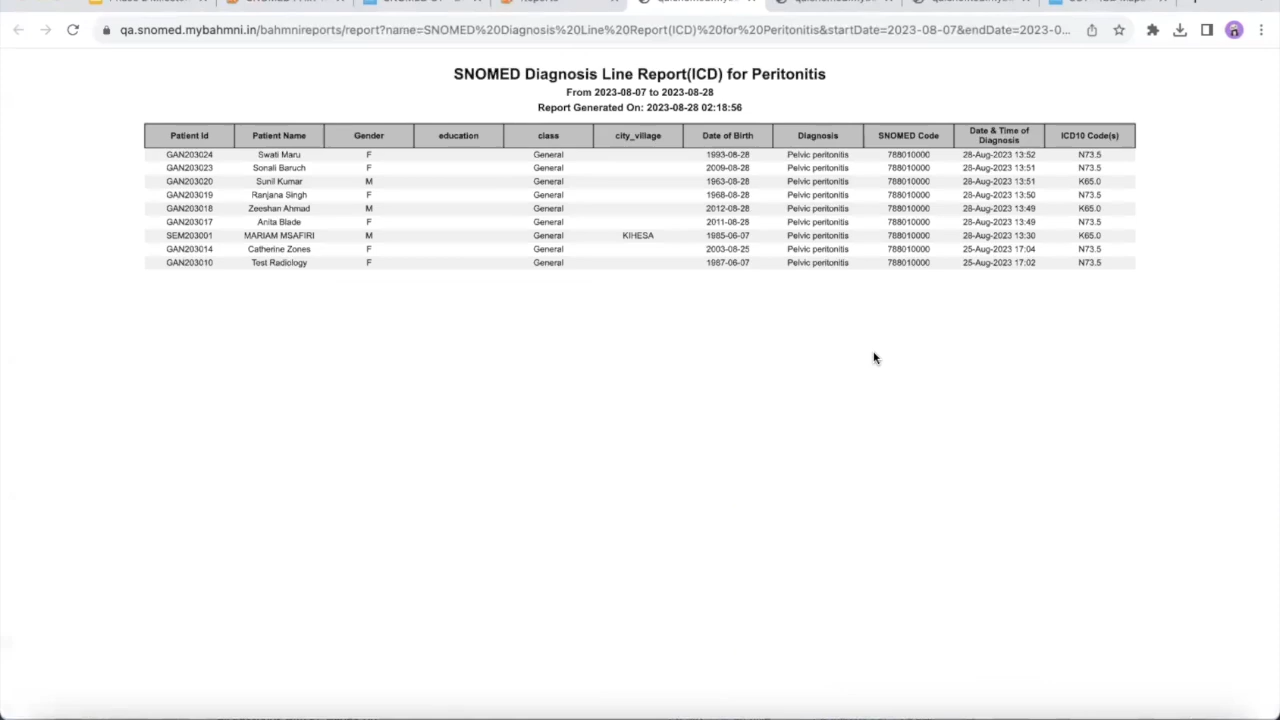 qa.snomed.mybahmni.in/bahmnireports/report?name=SNOMED%20Diagnosis%20Line%20Report(ICD)%20for%20Peritonitis&startDate=2023-08-07&endDate=2023-0...
SNOMED Diagnosis Line Report(ICD) for Peritonitis
From 2023-08-07 to 2023-08-28
Report Generated On: 2023-08-28 02:18:56
Patient Id Patient Name Gender education class city_village Date of Birth Diagnosis SNOMED Code Date & Time of Diagnosis ICD10 Code(s)
GAN203024 Swati Maru F General 1993-08-28 Pelvic peritonitis 788010000 28-Aug-2023 13:52 N73.5
GAN203023 Sonali Baruch F General 2009-08-28 Pelvic peritonitis 788010000 28-Aug-2023 13:51 N73.5
GAN203020 Sunil Kumar M General 1963-08-28 Pelvic peritonitis 788010000 28-Aug-2023 13:51 K65.0
GAN203019 Ranjana Singh F General 1968-08-28 Pelvic peritonitis 788010000 28-Aug-2023 13:50 N73.5
GAN203018 Zeeshan Ahmad M General 2012-08-28 Pelvic peritonitis 788010000 28-Aug-2023 13:49 K65.0
GAN203017 Anita Blade F General 2011-08-28 Pelvic peritonitis 788010000 28-Aug-2023 13:49 N73.5
SEM203001 MARIAM MSAFIRI M General KIHESA 1985-06-07 Pelvic peritonitis 788010000 28-Aug-2023 13:30 K65.0
GAN203014 Catherine Zones F General 2003-08-25 Pelvic peritonitis 788010000 25-Aug-2023 17:04 N73.5
GAN203010 Test Radiology F General 1987-06-07 Pelvic peritonitis 788010000 25-Aug-2023 17:02 N73.5